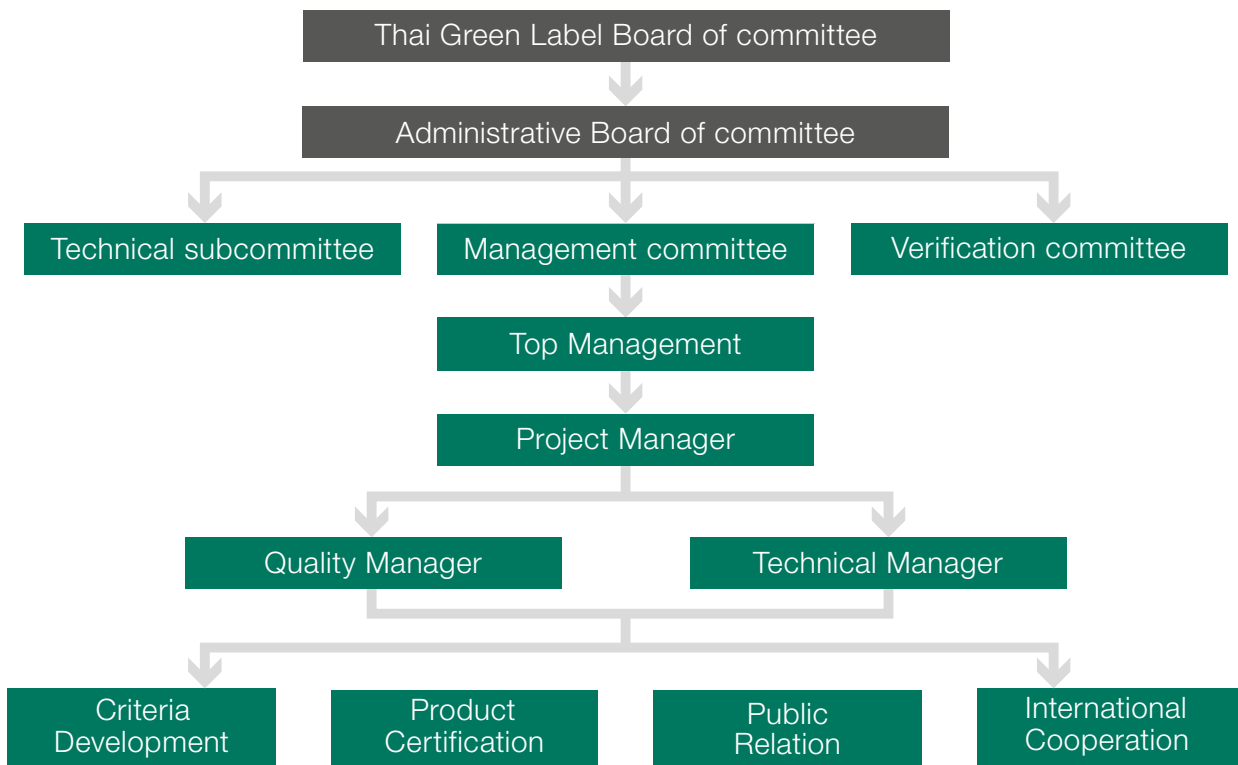 Thai Green Label Board of committee
Administrative Board of committee
Technical subcommittee
Management committee
Verification committee
Top Management
Project Manager
Quality Manager
Technical Manager
Criteria
Development
Product
Certification
Public
Relation
International
Cooperation